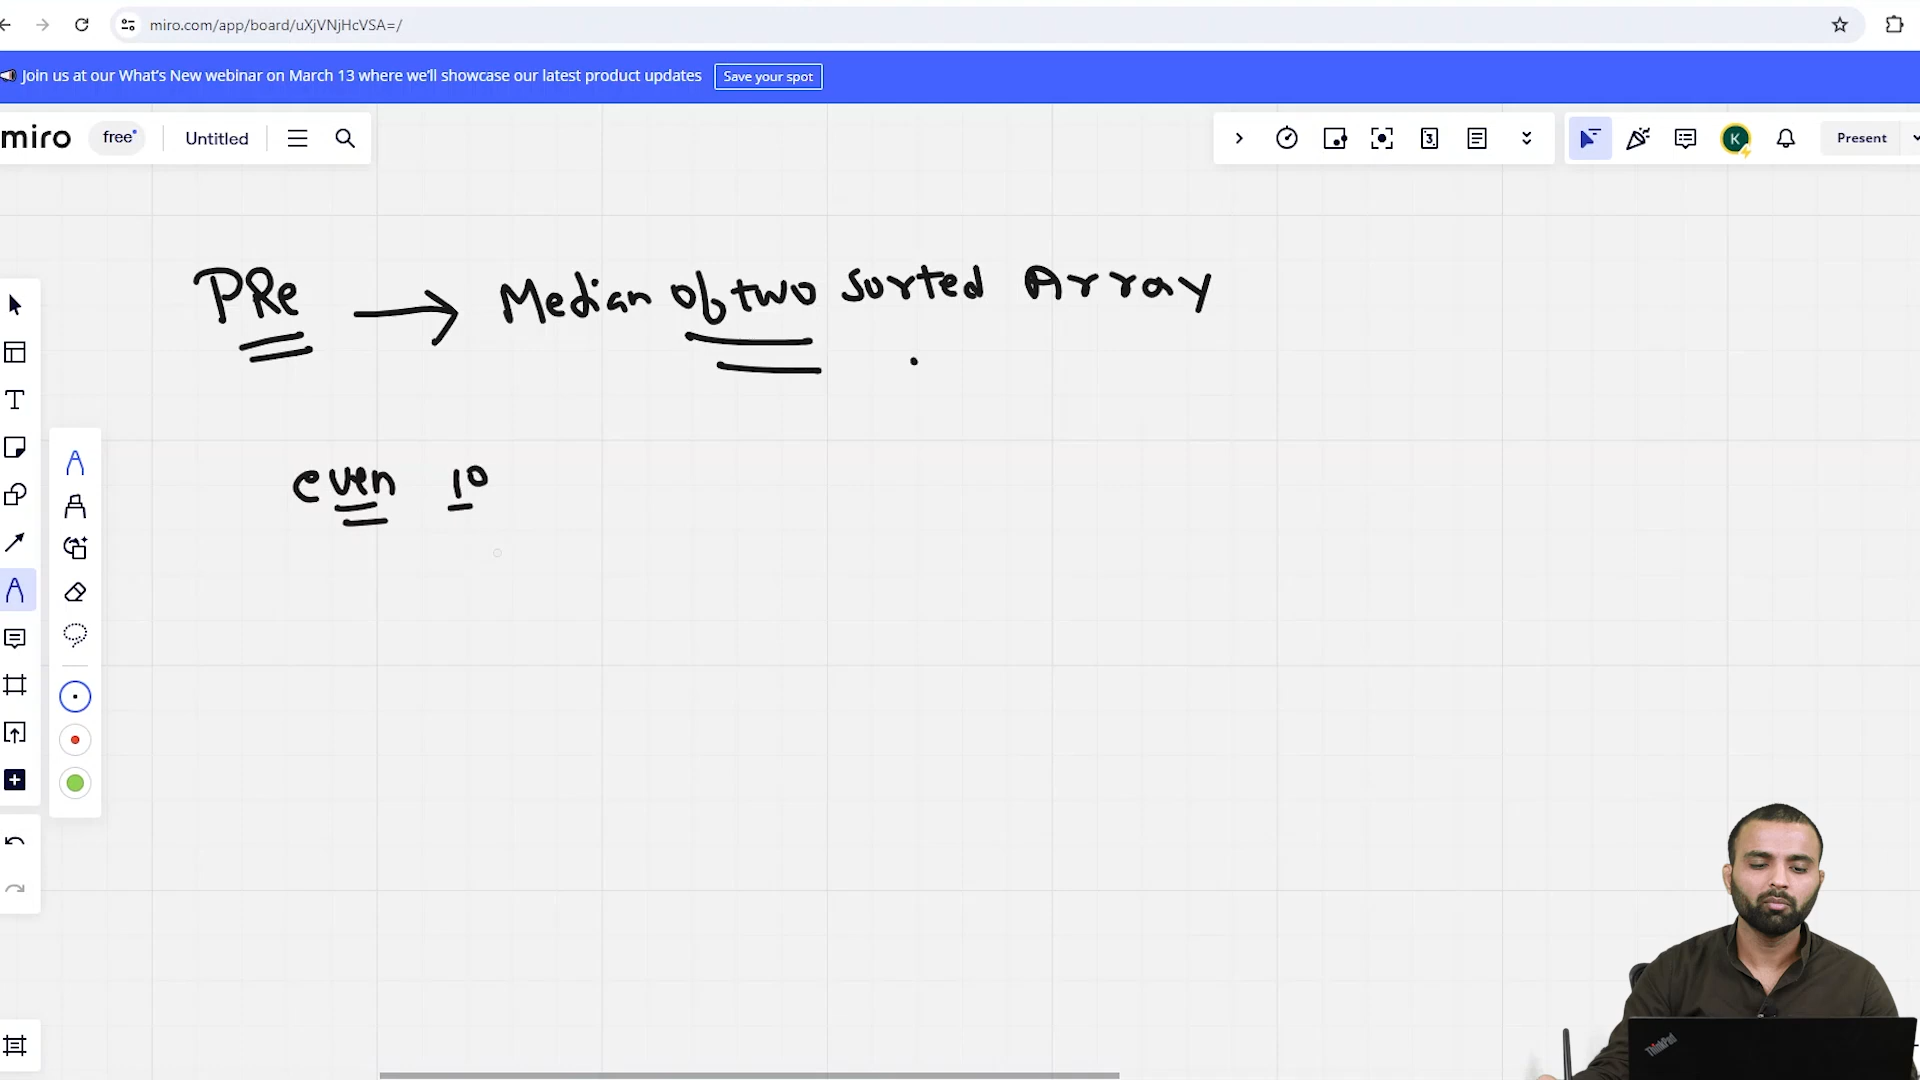 miro.com/app/board/uXjVNjHcVSA=/
Join us at our What's New webinar on March 13 where we'll showcase our latest product updates Save your spot
miro free Untitled Present
K
PRe → Median of two sorted Array
even 10
ThinkPad